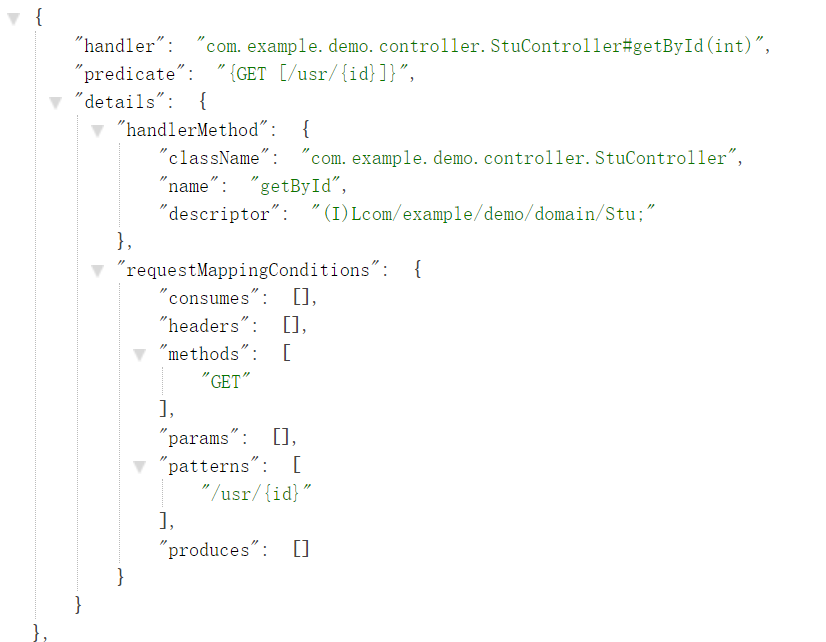 {
"handler": "com.example.demo.controller.StuController#getById(int)",
"predicate": "{GET [/usr/{id}]}",
"details": {
"handlerMethod": {
"className": "com.example.demo.controller.StuController",
"name": "getById",
"descriptor": "(I)Lcom/example/demo/domain/Stu;"
},
"requestMappingConditions": {
"consumes": [],
"headers": [],
"methods": [
"GET"
],
"params": [],
"patterns": [
"/usr/{id}"
],
"produces": []
}
}
},